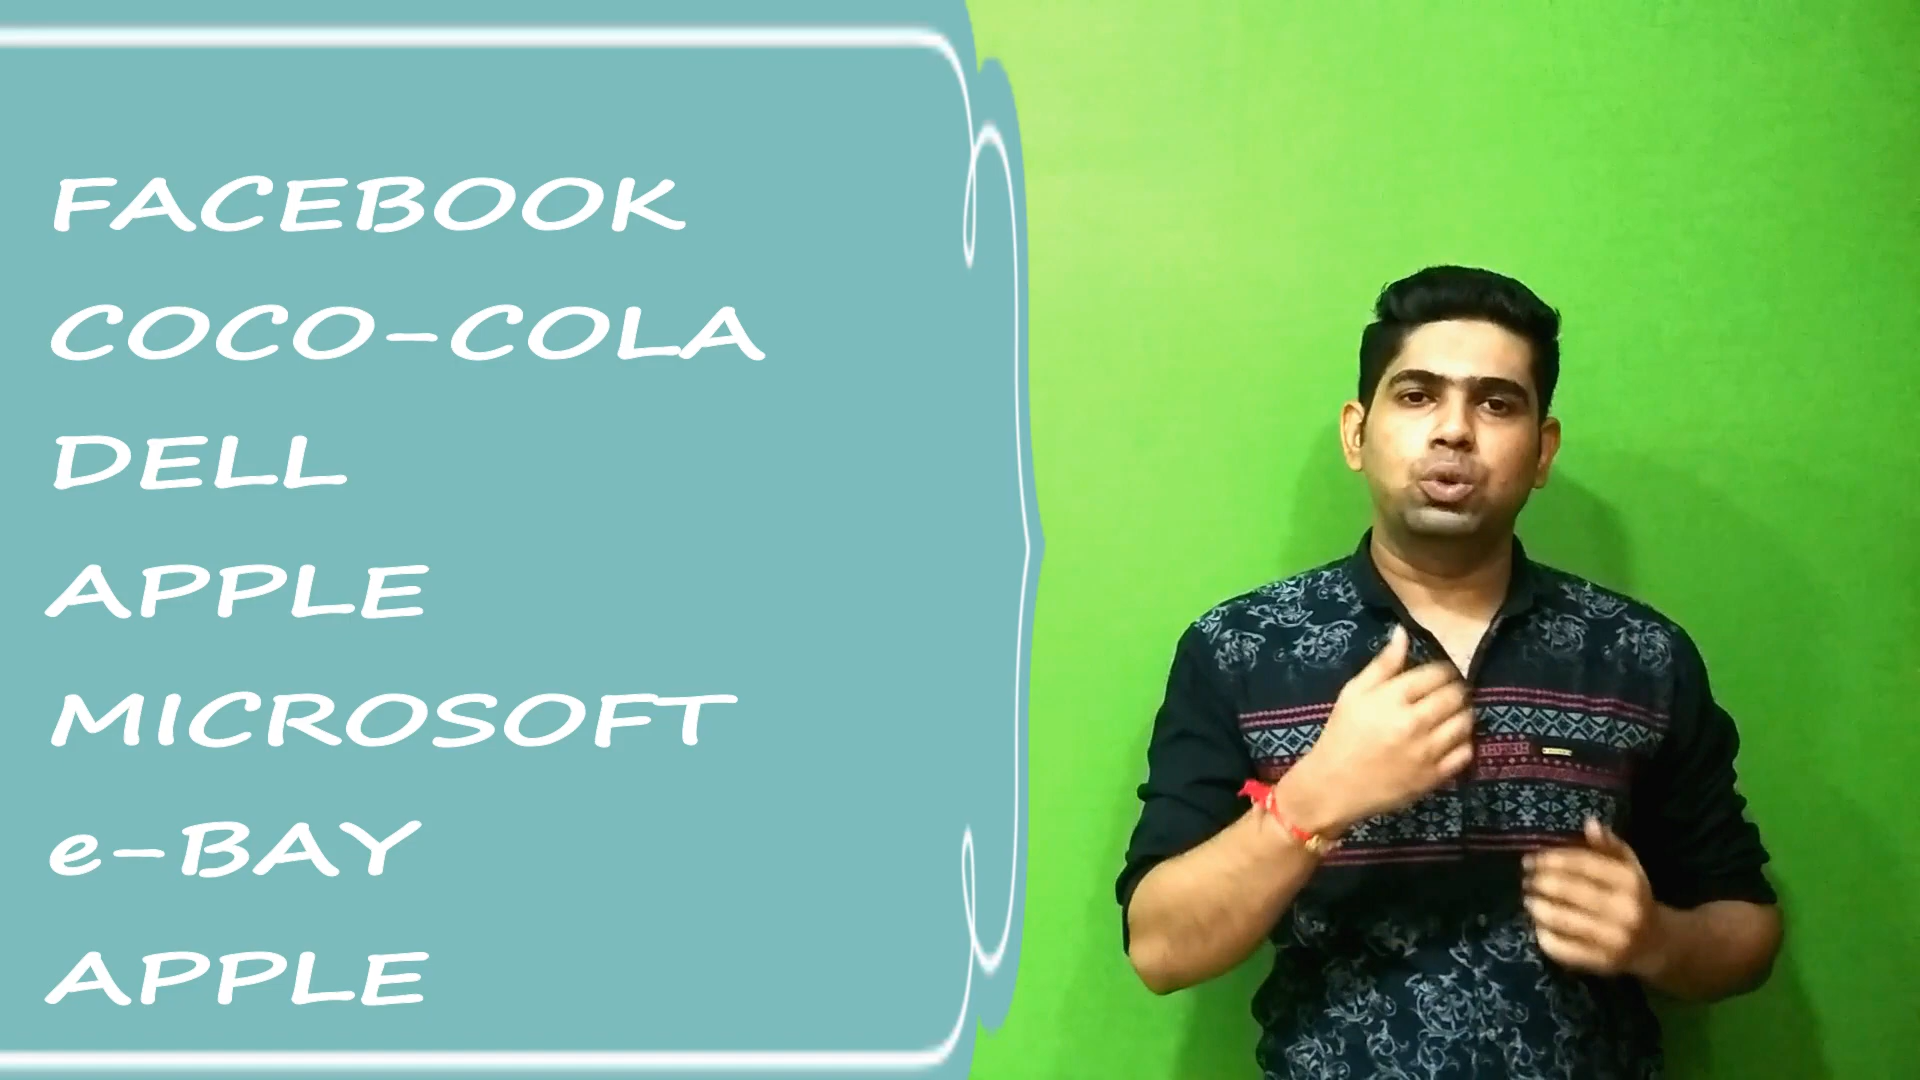 FACEBOOK
COCO-COLA
DELL
APPLE
MICROSOFT
e-BAY
APPLE